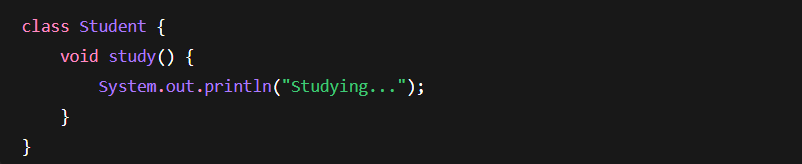 class Student {
    void study() {
        System.out.println("Studying...");
    }
}